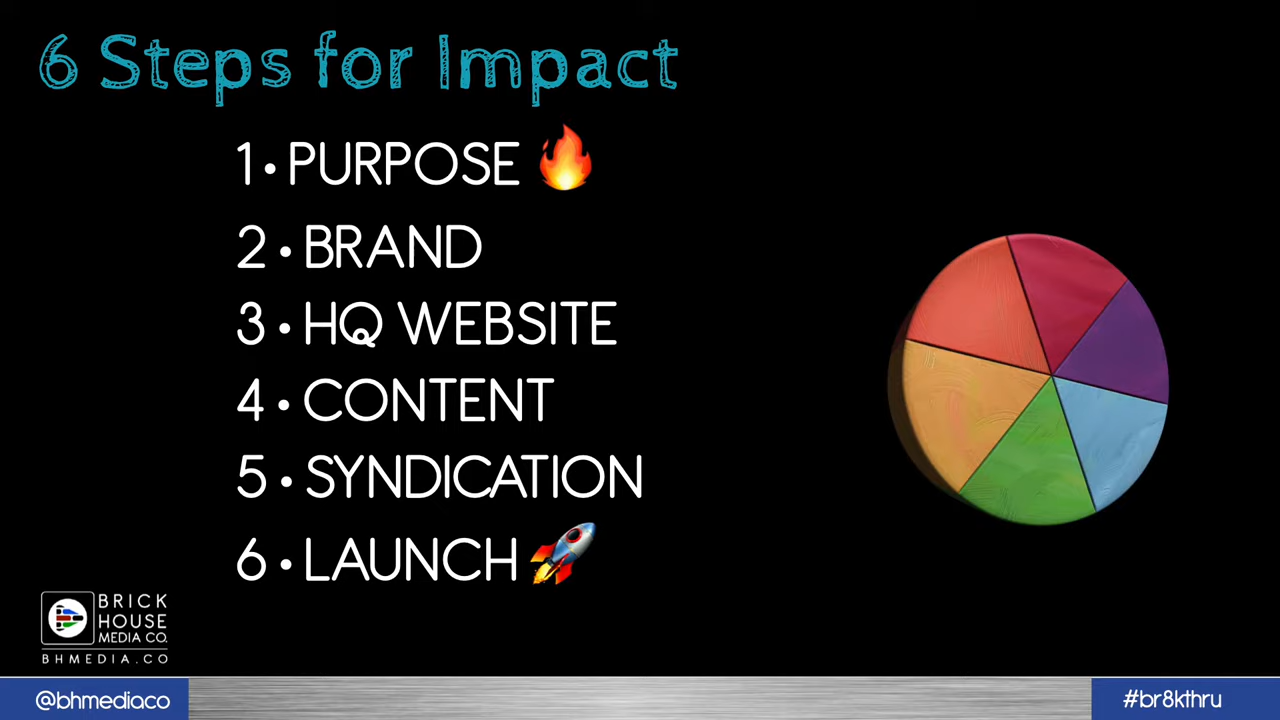 6 Steps for Impact
1 • PURPOSE 🔥
2 • BRAND
3 • HQ WEBSITE
4 • CONTENT
5 • SYNDICATION
6 • LAUNCH 🚀
BRICK
HOUSE
MEDIA CO.
BHMEDIA.CO
@bhmediaco
#br8kthru